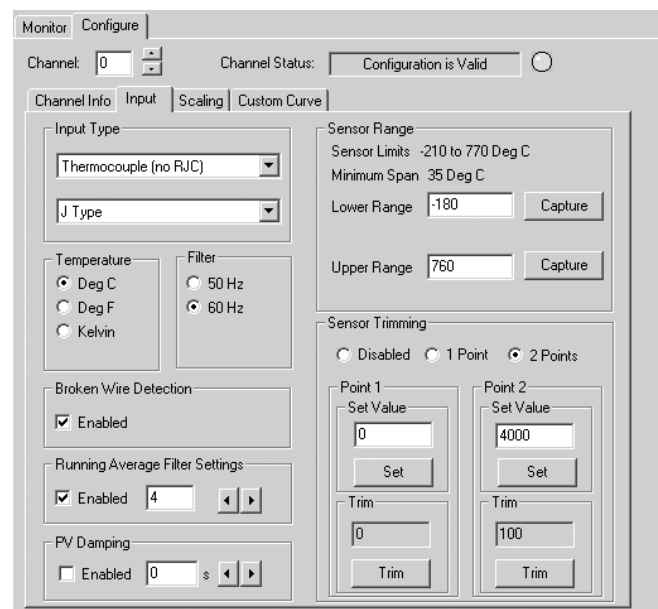 Monitor Configure
Channel: 0 Channel Status: Configuration is Valid
Channel Info Input Scaling Custom Curve
Input Type
Thermocouple (no RJC)
J Type
Temperature
Deg C
Deg F
Kelvin
Filter
50 Hz
60 Hz
Broken Wire Detection
Enabled
Running Average Filter Settings
Enabled 4
PV Damping
Enabled 0 s
Sensor Range
Sensor Limits -210 to 770 Deg C
Minimum Span 35 Deg C
Lower Range -180 Capture
Upper Range 760 Capture
Sensor Trimming
Disabled 1 Point 2 Points
Point 1
Set Value
0
Set
Trim
0
Trim
Point 2
Set Value
4000
Set
Trim
100
Trim